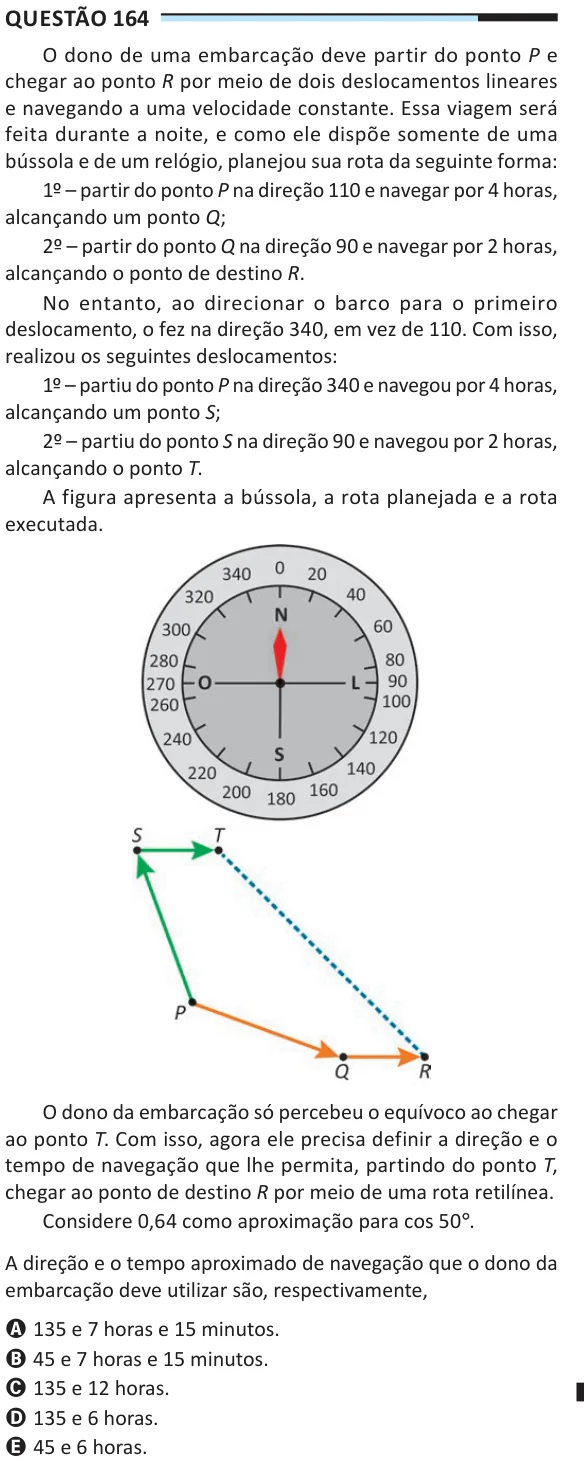 QUESTÃO 164
O dono de uma embarcação deve partir do ponto P e
chegar ao ponto R por meio de dois deslocamentos lineares
e navegando a uma velocidade constante. Essa viagem será
feita durante a noite, e como ele dispõe somente de uma
bússola e de um relógio, planejou sua rota da seguinte forma:
1º – partir do ponto P na direção 110 e navegar por 4 horas,
alcançando um ponto Q;
2º – partir do ponto Q na direção 90 e navegar por 2 horas,
alcançando o ponto de destino R.
No entanto, ao direcionar o barco para o primeiro
deslocamento, o fez na direção 340, em vez de 110. Com isso,
realizou os seguintes deslocamentos:
1º – partiu do ponto P na direção 340 e navegou por 4 horas,
alcançando um ponto S;
2º – partiu do ponto S na direção 90 e navegou por 2 horas,
alcançando o ponto T.
A figura apresenta a bússola, a rota planejada e a rota
executada.
340 0 20
320 40
300 N 60
280 80
270 O L 90
260 100
240 S 120
220 140
200 180 160
S T
P
Q R
O dono da embarcação só percebeu o equívoco ao chegar
ao ponto T. Com isso, agora ele precisa definir a direção e o
tempo de navegação que lhe permita, partindo do ponto T,
chegar ao ponto de destino R por meio de uma rota retilínea.
Considere 0,64 como aproximação para cos 50°.
A direção e o tempo aproximado de navegação que o dono da
embarcação deve utilizar são, respectivamente,
A 135 e 7 horas e 15 minutos.
B 45 e 7 horas e 15 minutos.
C 135 e 12 horas.
D 135 e 6 horas.
E 45 e 6 horas.